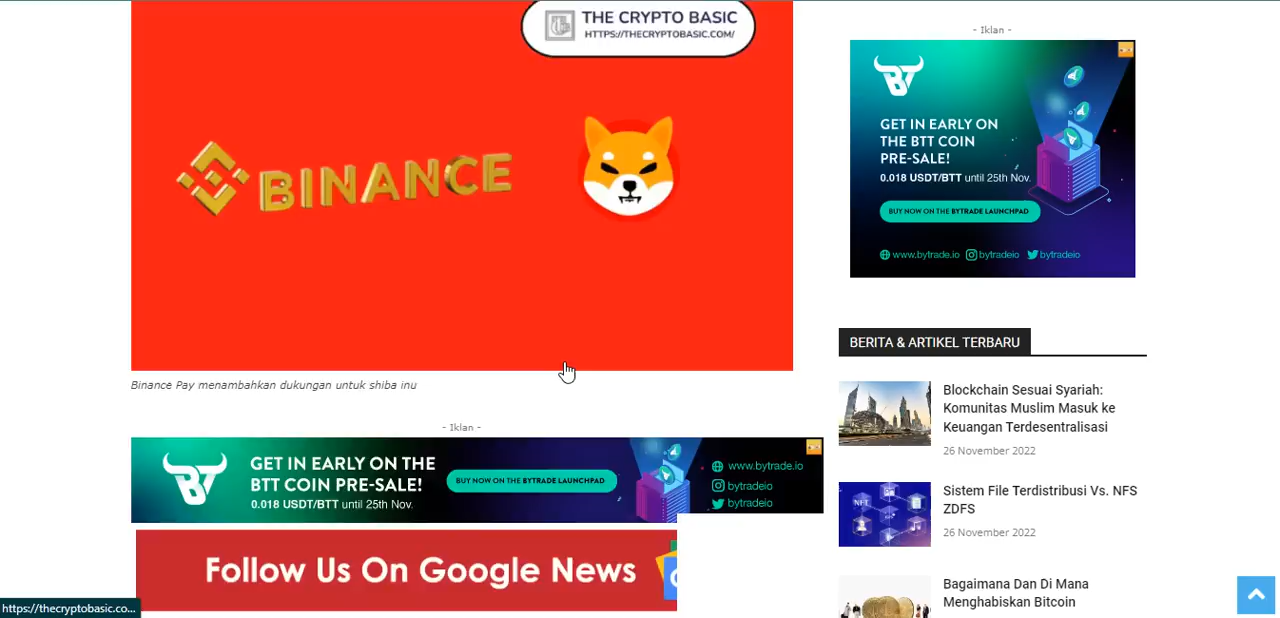 THE CRYPTO BASIC
HTTPS://THECRYPTOBASIC.COM/
BINANCE
Binance Pay menambahkan dukungan untuk shiba inu
- Iklan -
GET IN EARLY ON THE
BTT COIN PRE-SALE!
0.018 USDT/BTT until 25th Nov.
BUY NOW ON THE BYTRADE LAUNCHPAD
www.bytrade.io
bytradeio
bytradeio
Follow Us On Google News
https://thecryptobasic.co...
- Iklan -
BT
GET IN EARLY ON
THE BTT COIN
PRE-SALE!
0.018 USDT/BTT until 25th Nov.
BUY NOW ON THE BYTRADE LAUNCHPAD
www.bytrade.io bytradeio bytradeio
BERITA & ARTIKEL TERBARU
Blockchain Sesuai Syariah:
Komunitas Muslim Masuk ke
Keuangan Terdesentralisasi
26 November 2022
NFT
Sistem File Terdistribusi Vs. NFS
ZDFS
26 November 2022
Bagaimana Dan Di Mana
Menghabiskan Bitcoin